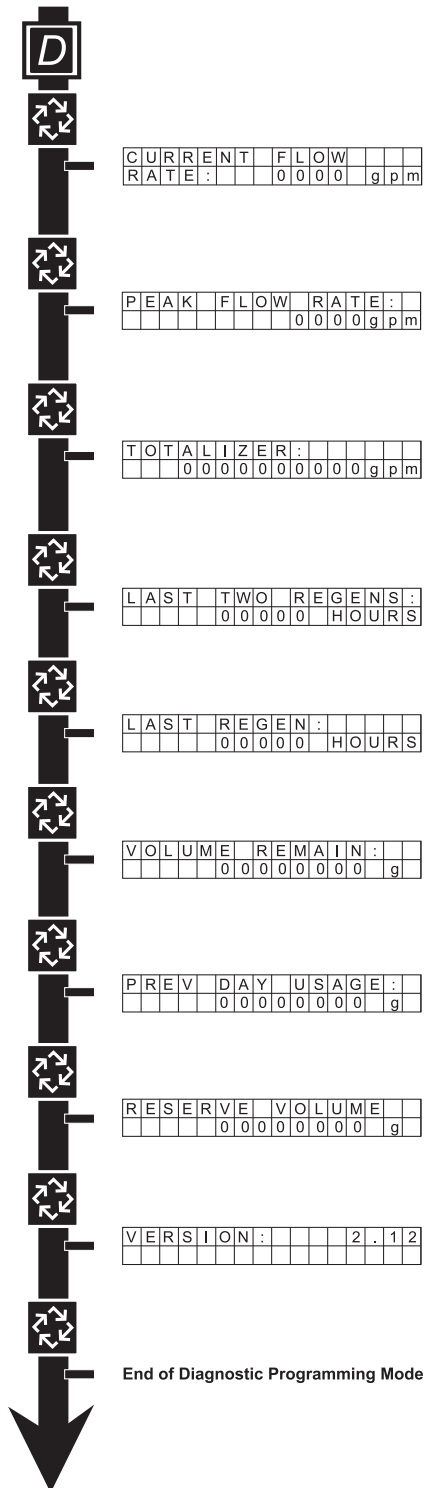 D
CURRENT FLOW
RATE: 0000 gpm
PEAK FLOW RATE:
0000gpm
TOTALIZER:
0000000000gpm
LAST TWO REGENS:
00000 HOURS
LAST REGEN:
00000 HOURS
VOLUME REMAIN:
00000000 g
PREV DAY USAGE:
00000000 g
RESERVE VOLUME
00000000 g
VERSION: 2.12
End of Diagnostic Programming Mode